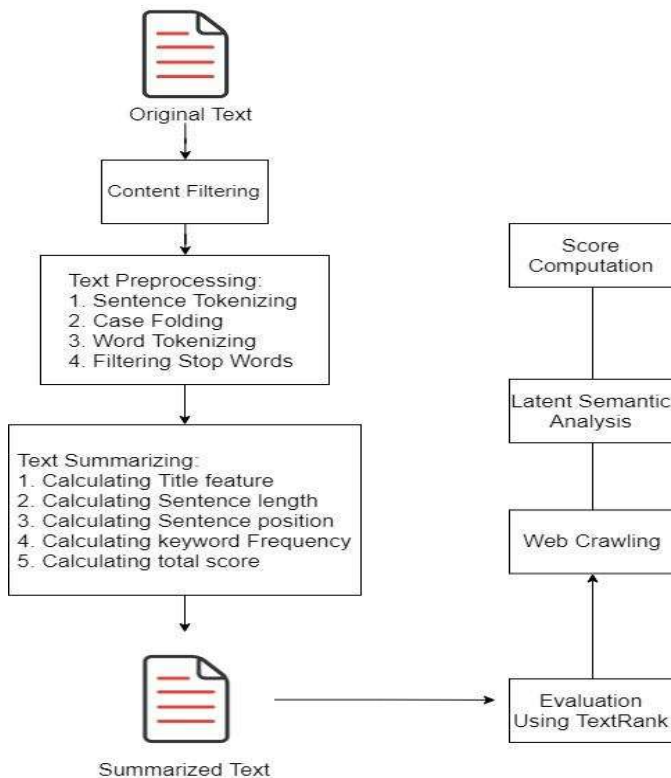 Original Text
Content Filtering
Text Preprocessing:
1. Sentence Tokenizing
2. Case Folding
3. Word Tokenizing
4. Filtering Stop Words
Text Summarizing:
1. Calculating Title feature
2. Calculating Sentence length
3. Calculating Sentence position
4. Calculating keyword Frequency
5. Calculating total score
Summarized Text
Evaluation
Using TextRank
Web Crawling
Latent Semantic
Analysis
Score
Computation